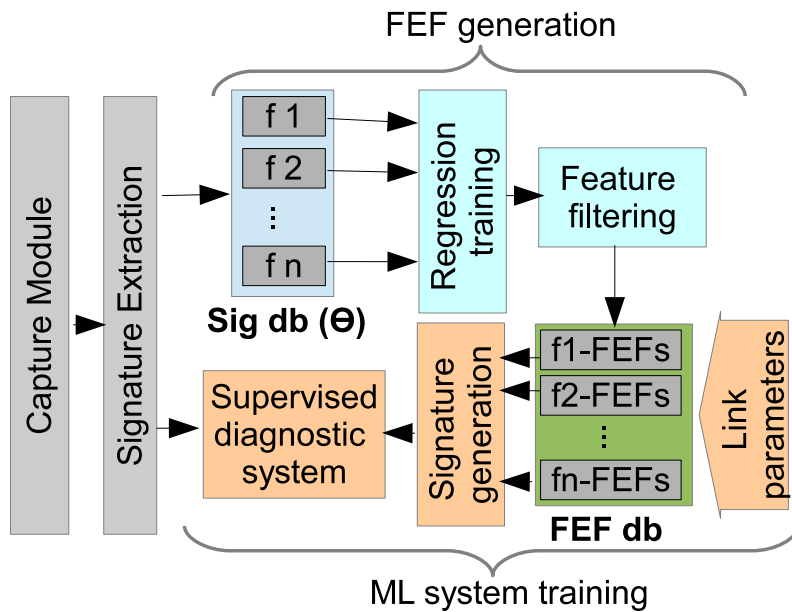 FEF generation
Capture Module
Signature Extraction
f 1
f 2
...
f n
Sig db (Θ)
Regression
training
Feature
filtering
f1-FEFs
f2-FEFs
...
fn-FEFs
FEF db
Link
parameters
Signature
generation
Supervised
diagnostic
system
ML system training